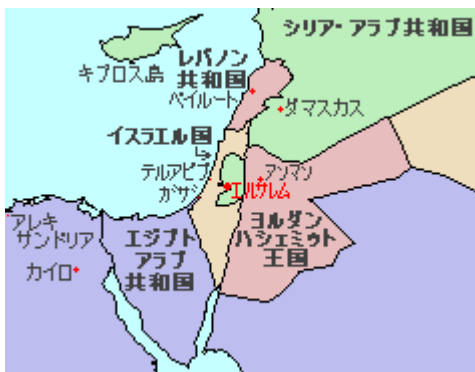 シリア・アラブ共和国
キプロス島
レバノン
共和国
ベイルート
ダマスカス
イスラエル国
テルアビブ
アンマン
ガザ
エルサレム
アレキ
サンドリア
エジプト
アラブ
共和国
ヨルダン
ハシェミット
王国
カイロ